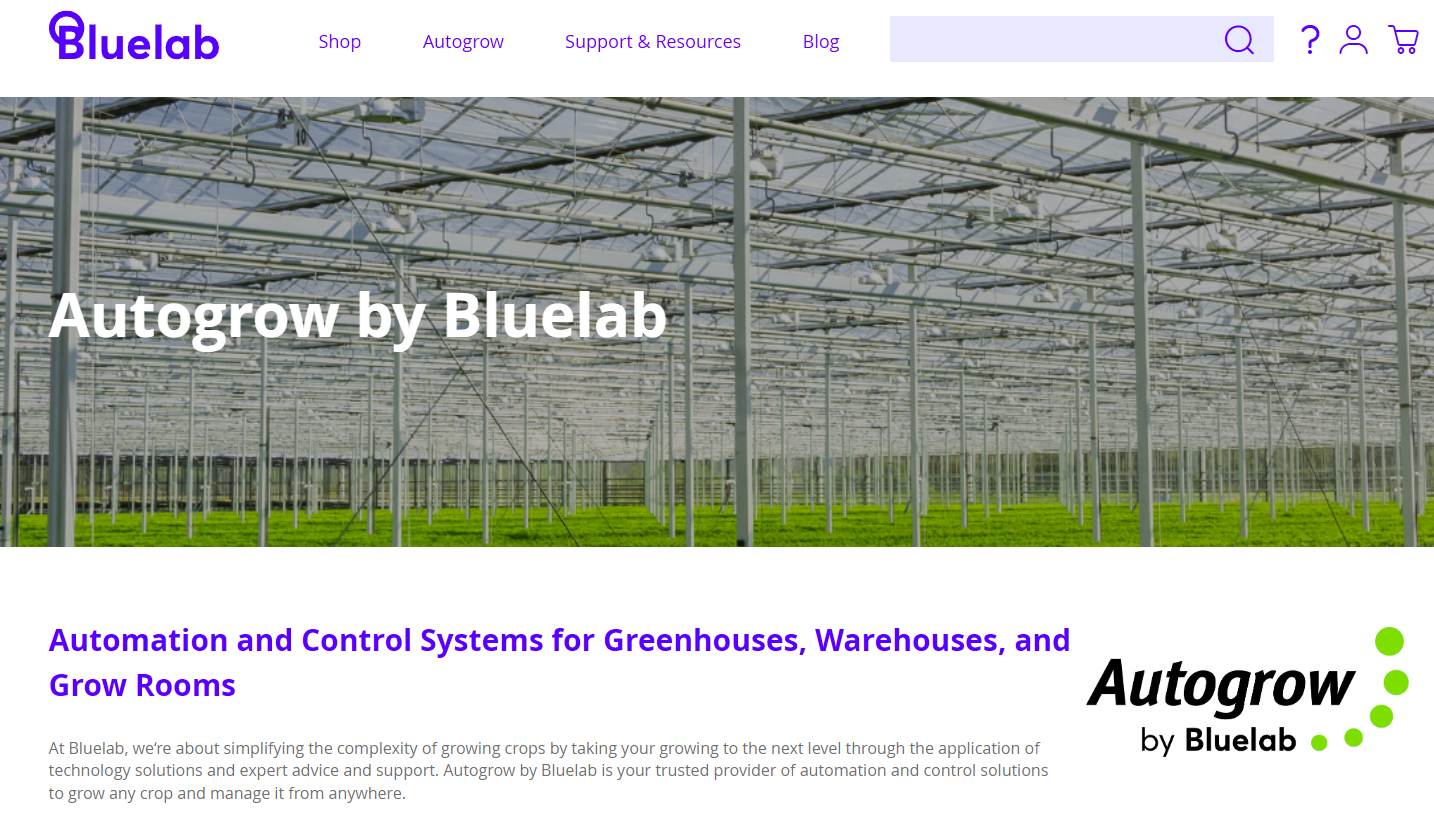 Bluelab
Shop
Autogrow
Support & Resources
Blog
10
Autogrow by Bluelab
Automation and Control Systems for Greenhouses, Warehouses, and
Grow Rooms
At Bluelab, we're about simplifying the complexity of growing crops by taking your growing to the next level through the application of
technology solutions and expert advice and support. Autogrow by Bluelab is your trusted provider of automation and control solutions
to grow any crop and manage it from anywhere.
Autogrow
by Bluelab